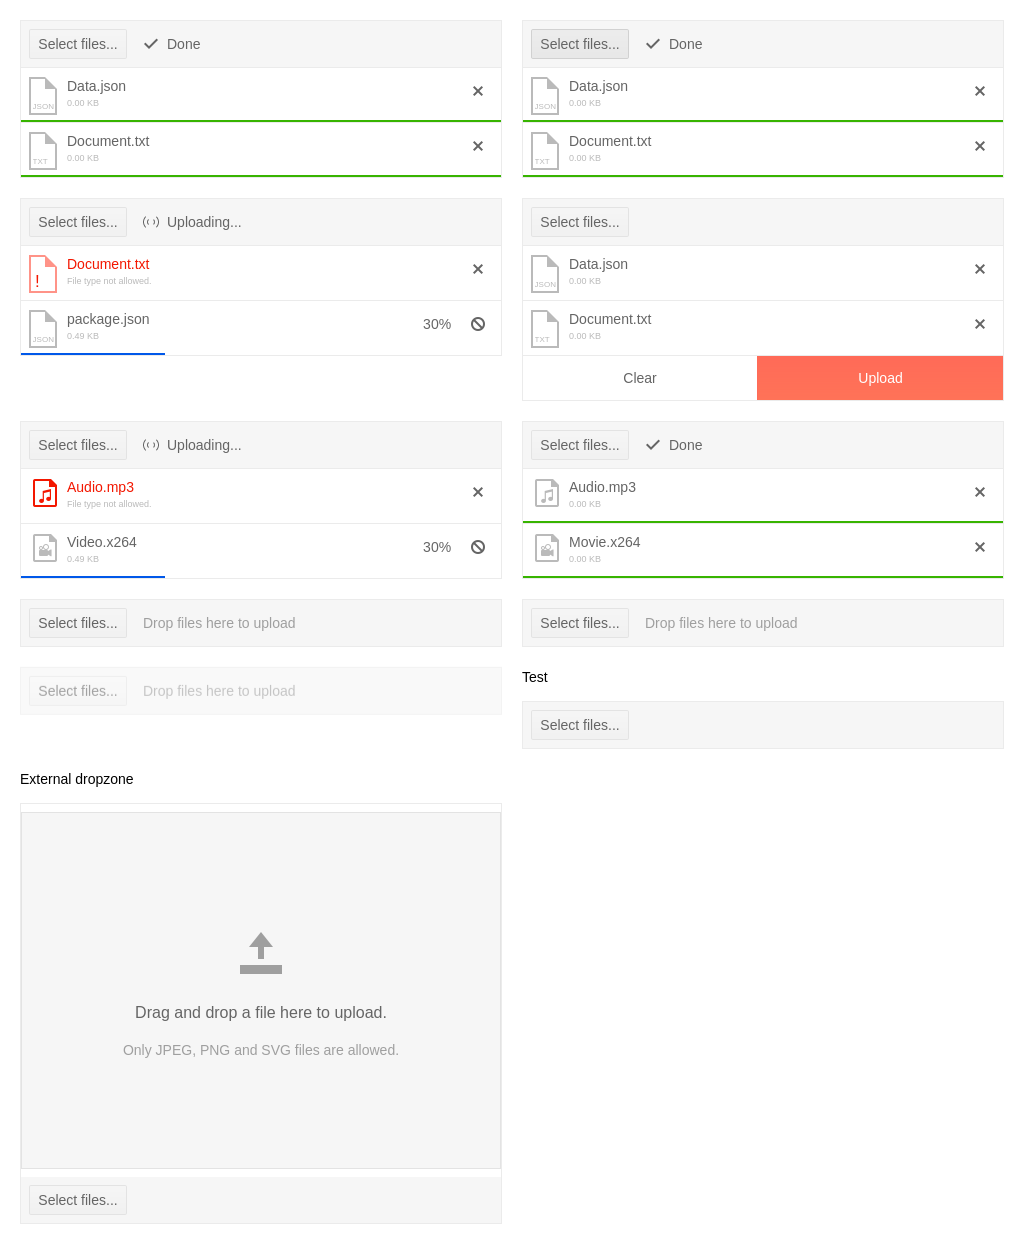 Select files... Done
Data.json
JSON 0.00 KB
Document.txt
TXT 0.00 KB
Select files... Done
Data.json
JSON 0.00 KB
Document.txt
TXT 0.00 KB
Select files... Uploading...
Document.txt
! File type not allowed.
package.json 30%
JSON 0.49 KB
Select files...
Data.json
JSON 0.00 KB
Document.txt
TXT 0.00 KB
Clear Upload
Select files... Uploading...
Audio.mp3
File type not allowed.
Video.x264 30%
0.49 KB
Select files... Done
Audio.mp3
0.00 KB
Movie.x264
0.00 KB
Select files... Drop files here to upload
Select files... Drop files here to upload
Select files... Drop files here to upload
Test
Select files...
External dropzone
Drag and drop a file here to upload.
Only JPEG, PNG and SVG files are allowed.
Select files...